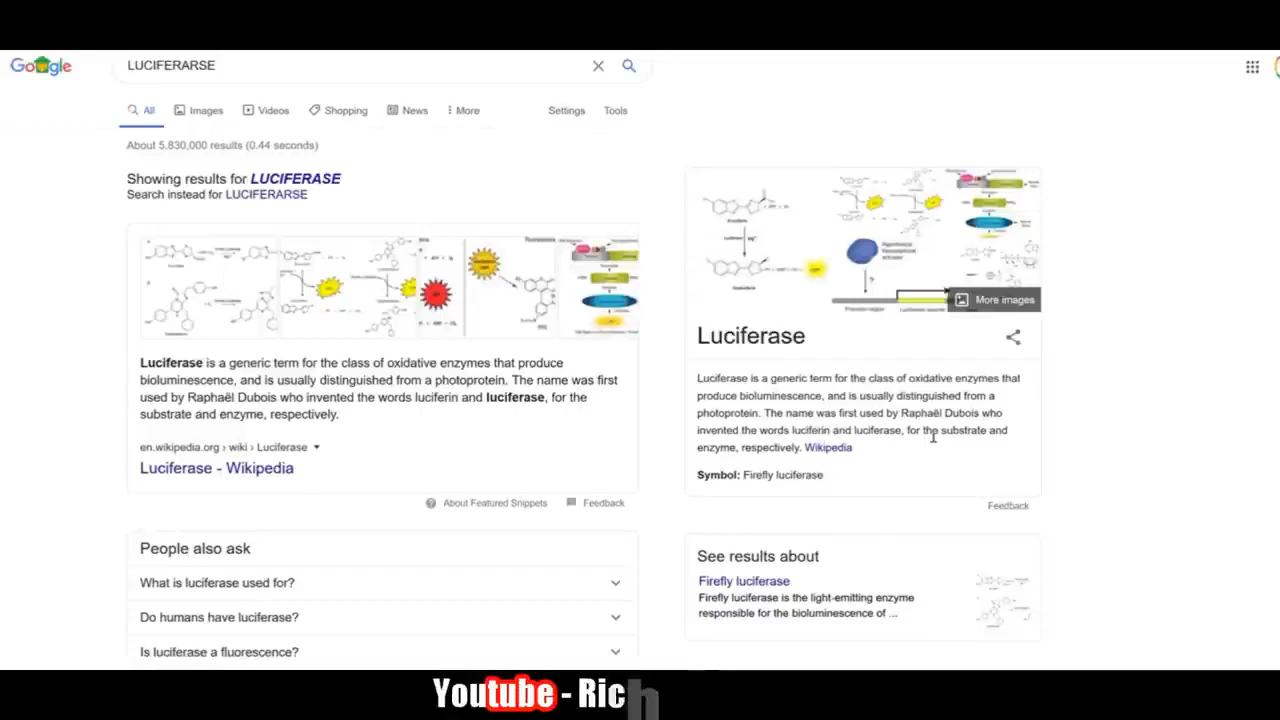 Google
LUCIFERARSE
All Images Videos Shopping News More Settings Tools
About 5,830,000 results (0.44 seconds)
Showing results for LUCIFERASE
Search instead for LUCIFERARSE
Luciferase is a generic term for the class of oxidative enzymes that produce
bioluminescence, and is usually distinguished from a photoprotein. The name was first
used by Raphaël Dubois who invented the words luciferin and luciferase, for the
substrate and enzyme, respectively.
en.wikipedia.org › wiki › Luciferase
Luciferase - Wikipedia
About Featured Snippets Feedback
People also ask
What is luciferase used for?
Do humans have luciferase?
Is luciferase a fluorescence?
More images
Luciferase
Luciferase is a generic term for the class of oxidative enzymes that
produce bioluminescence, and is usually distinguished from a
photoprotein. The name was first used by Raphaël Dubois who
invented the words luciferin and luciferase, for the substrate and
enzyme, respectively. Wikipedia
Symbol: Firefly luciferase
Feedback
See results about
Firefly luciferase
Firefly luciferase is the light-emitting enzyme
responsible for the bioluminescence of ...
Youtube - Rich